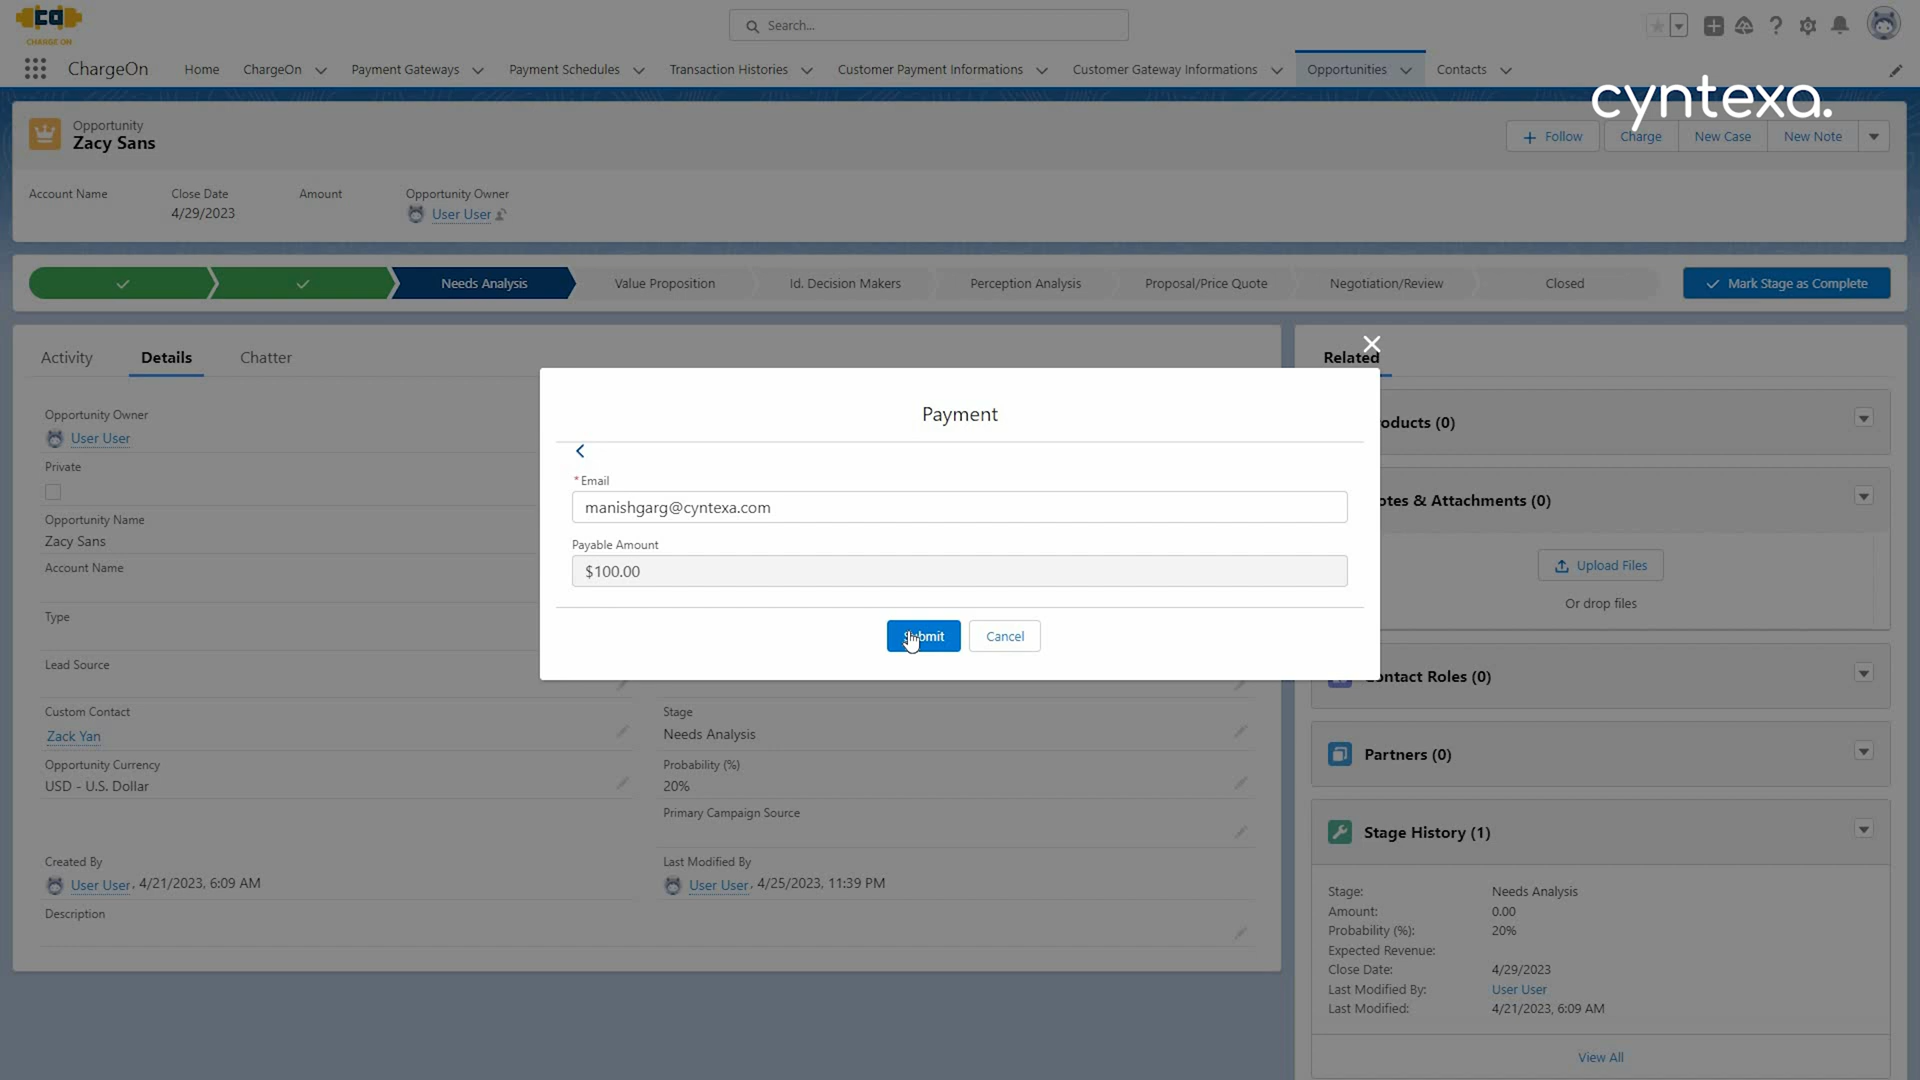 CHARGE ON
Search...
ChargeOn
Home
ChargeOn
Payment Gateways
Payment Schedules
Transaction Histories
Customer Payment Informations
Customer Gateway Informations
Opportunities
Contacts
cyntexa.
Opportunity
Zacy Sans
Follow
Charge
New Case
New Note
Account Name
Close Date
Amount
Opportunity Owner
4/29/2023
User User
Needs Analysis
Value Proposition
Id. Decision Makers
Perception Analysis
Proposal/Price Quote
Negotiation/Review
Closed
Mark Stage as Complete
Activity
Details
Chatter
Opportunity Owner
User User
Private
Opportunity Name
Zacy Sans
Account Name
Type
Lead Source
Custom Contact
Zack Yan
Opportunity Currency
USD - U.S. Dollar
Stage
Needs Analysis
Probability (%)
20%
Primary Campaign Source
Created By
User User, 4/21/2023, 6:09 AM
Last Modified By
User User, 4/25/2023, 11:39 PM
Description
Payment
*Email
manishgarg@cyntexa.com
Payable Amount
$100.00
Cancel
Related
(0)
& Attachments (0)
Upload Files
Or drop files
Roles (0)
Partners (0)
Stage History (1)
Stage: Needs Analysis
Amount: 0.00
Probability (%): 20%
Expected Revenue:
Close Date: 4/29/2023
Last Modified By: User User
Last Modified: 4/21/2023, 6:09 AM
View All